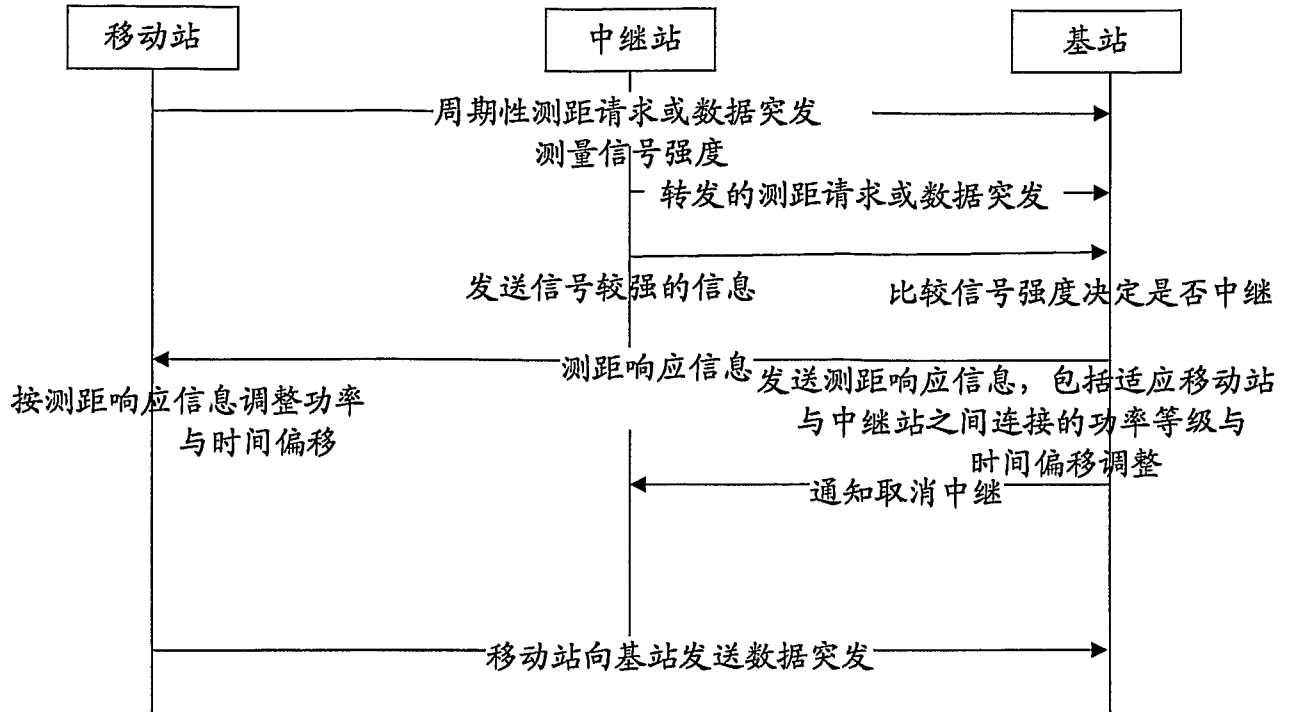 移动站
中继站
基站
周期性测距请求或数据突发
测量信号强度
转发的测距请求或数据突发
发送信号较强的信息
比较信号强度决定是否中继
测距响应信息
发送测距响应信息，包括适应移动站
与中继站之间连接的功率等级与
时间偏移调整
按测距响应信息调整功率
与时间偏移
通知取消中继
移动站向基站发送数据突发